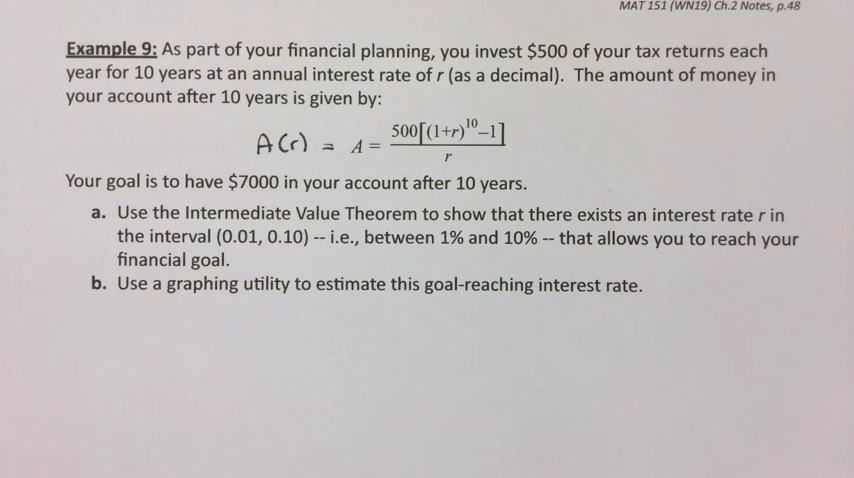 MAT 151 (WN19) Ch.2 Notes, p.48
Example 9: As part of your financial planning, you invest $500 of your tax returns each
year for 10 years at an annual interest rate of r (as a decimal). The amount of money in
your account after 10 years is given by:
A(r) = A = 500[(1+r)^10−1] / r
Your goal is to have $7000 in your account after 10 years.
a. Use the Intermediate Value Theorem to show that there exists an interest rate r in
the interval (0.01, 0.10) -- i.e., between 1% and 10% -- that allows you to reach your
financial goal.
b. Use a graphing utility to estimate this goal-reaching interest rate.